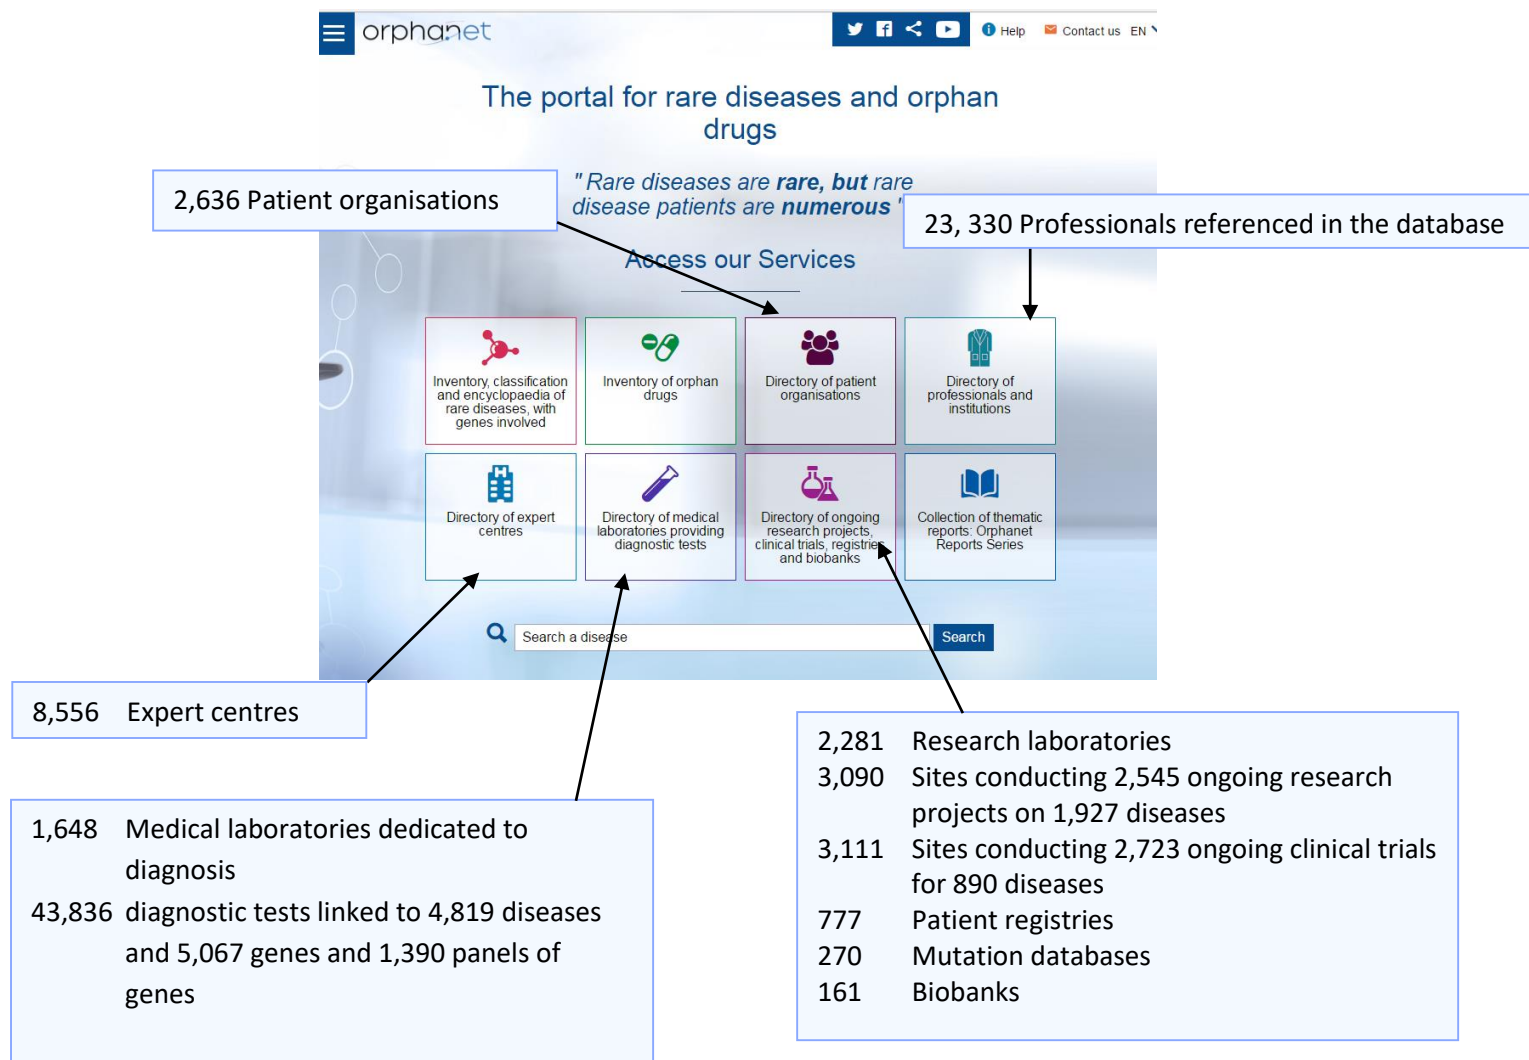 orphanet
Help
Contact us
EN
The portal for rare diseases and orphan
drugs
" Rare diseases are rare, but rare
disease patients are numerous "
2,636 Patient organisations
23, 330 Professionals referenced in the database
Access our Services
Inventory, classification
and encyclopaedia of
rare diseases, with
genes involved
Inventory of orphan
drugs
Directory of patient
organisations
Directory of
professionals and
institutions
Directory of expert
centres
Directory of medical
laboratories providing
diagnostic tests
Directory of ongoing
research projects,
clinical trials, registries
and biobanks
Collection of thematic
reports: Orphanet
Reports Series
Search a disease
Search
8,556 Expert centres
1,648 Medical laboratories dedicated to
diagnosis
43,836 diagnostic tests linked to 4,819 diseases
and 5,067 genes and 1,390 panels of
genes
2,281 Research laboratories
3,090 Sites conducting 2,545 ongoing research
projects on 1,927 diseases
3,111 Sites conducting 2,723 ongoing clinical trials
for 890 diseases
777 Patient registries
270 Mutation databases
161 Biobanks